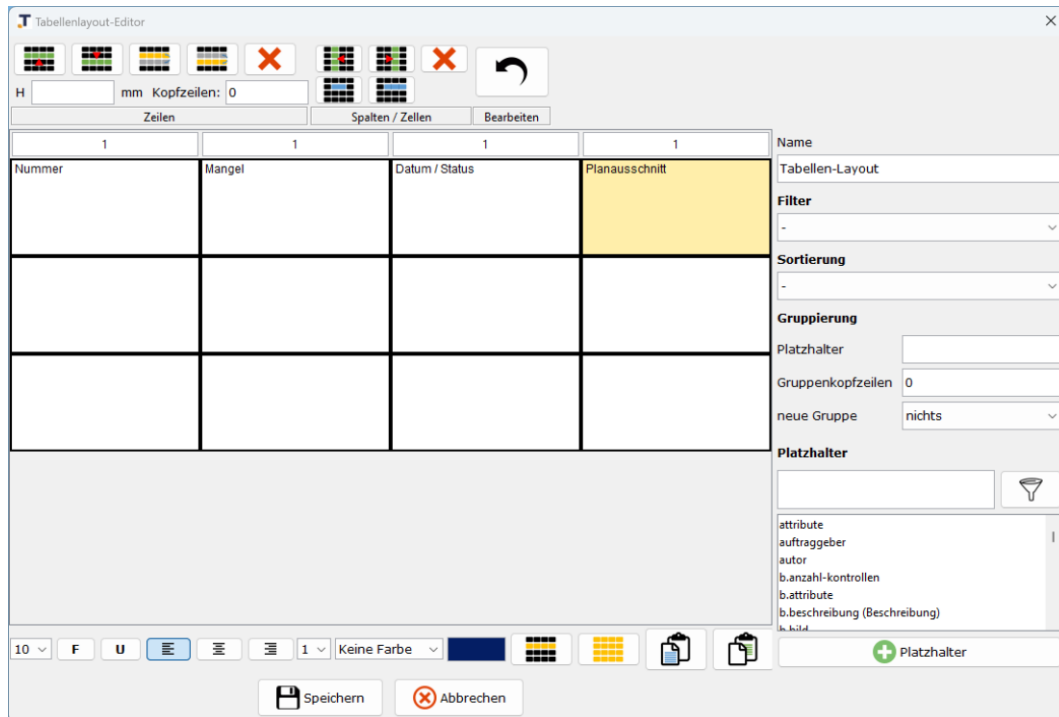 Tabellenlayout-Editor
H mm Kopfzeilen: 0
Zeilen Spalten / Zellen Bearbeiten
1 1 1 1
Nummer Mangel Datum / Status Planausschnitt
Name
Tabellen-Layout
Filter
-
Sortierung
-
Gruppierung
Platzhalter
Gruppenkopfzeilen 0
neue Gruppe nichts
Platzhalter
attribute
auftraggeber
autor
b.anzahl-kontrollen
b.attribute
b.beschreibung (Beschreibung)
b.bild
10 F U 1 Keine Farbe
Platzhalter
Speichern Abbrechen